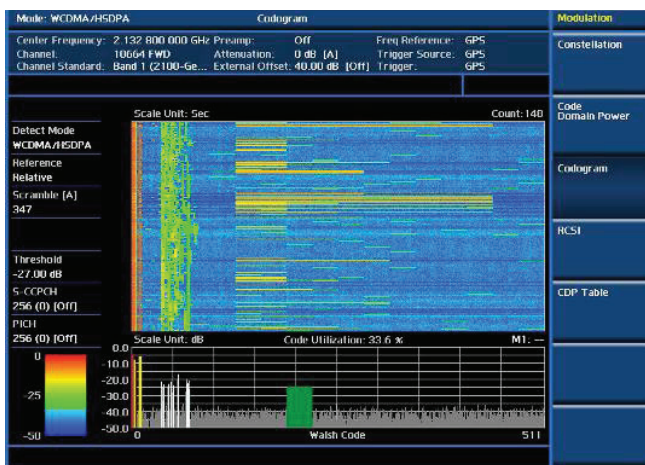 Mode: WCDMA/HSDPA Codogram Modulation
Center Frequency: 2.132 800 000 GHz Preamp: Off Freq Reference: GPS
Channel: 10664 FWD Attenuation: 0 dB [A] Trigger Source: GPS
Channel Standard: Band 1 (2100-Ge... External Offset: 40.00 dB [Off] Trigger: GPS
Constellation
Code
Domain Power
Codogram
RCSI
CDP Table
Scale Unit: Sec Count:140
Detect Mode
WCDMA/HSDPA
Reference
Relative
Scramble [A]
347
Threshold
-27.00 dB
S-CCPCH
256 (0) [Off]
PICH
256 (0) [Off]
Scale Unit: dB Code Utilization: 33.6 % M1: --
0
-25
-50
0.0
-10.0
-20.0
-30.0
-40.0
-50.0
0 Walsh Code 511